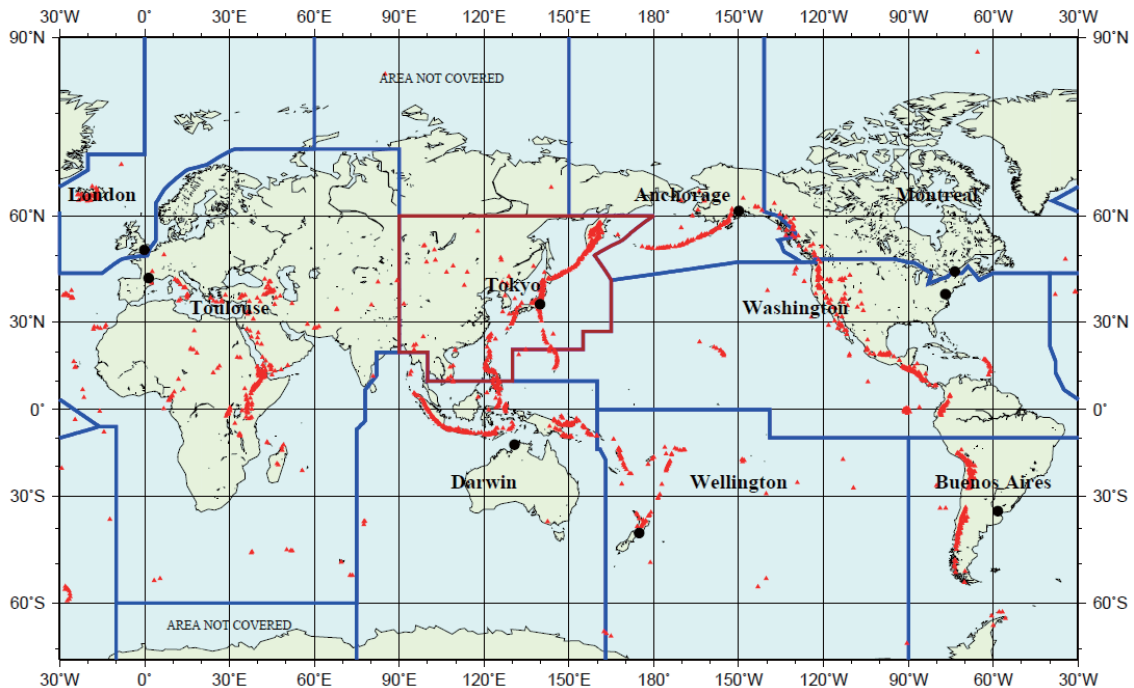 30°W 0° 30°E 60°E 90°E 120°E 150°E 180° 150°W 120°W 90°W 60°W 30°W
90°N 90°N
AREA NOT COVERED
London Anchorage Montreal
60°N 60°N
Tokyo
Toulouse Washington
30°N 30°N
0° 0°
Darwin Wellington Buenos Aires
30°S 30°S
60°S 60°S
AREA NOT COVERED
30°W 0° 30°E 60°E 90°E 120°E 150°E 180° 150°W 120°W 90°W 60°W 30°W